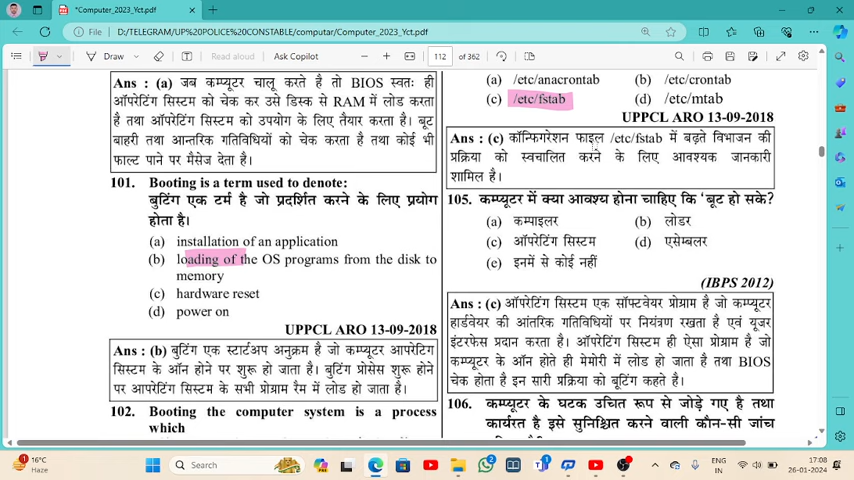 *Computer_2023_Yct.pdf
D:/TELEGRAM/UP%20POLICE%20CONSTABLE/computar/Computer_2023_Yct.pdf
Draw
Read aloud
Ask Copilot
112 of 362
Ans : (a) जब कम्प्यूटर चालू करते है तो BIOS स्वतः ही
ऑपरेटिंग सिस्टम को चेक कर उसे डिस्क से RAM में लोड करता
है तथा ऑपरेटिंग सिस्टम को उपयोग के लिए तैयार करता है। बूट
बाहरी तथा आन्तरिक गतिविधियों को चेक करता है तथा कोई भी
फाल्ट पाने पर मैसेज देता है।
101. Booting is a term used to denote:
बुटिंग एक टर्म है जो प्रदर्शित करने के लिए प्रयोग
होता है।
(a) installation of an application
(b) loading of the OS programs from the disk to
memory
(c) hardware reset
(d) power on
UPPCL ARO 13-09-2018
Ans : (b) बुटिंग एक स्टार्टअप अनुक्रम है जो कम्प्यूटर आपरेटिंग
सिस्टम के ऑन होने पर शुरू हो जाता है। बुटिंग प्रोसेस शुरू होने
पर आपरेटिंग सिस्टम के सभी प्रोग्राम रैम में लोड हो जाता है।
102. Booting the computer system is a process
which
(a) /etc/anacrontab (b) /etc/crontab
(c) /etc/fstab (d) /etc/mtab
UPPCL ARO 13-09-2018
Ans : (c) कॉन्फिगरेशन फाइल /etc/fstab में बढ़ते विभाजन की
प्रक्रिया को स्वचालित करने के लिए आवश्यक जानकारी
शामिल है।
105. कम्प्यूटर में क्या आवश्य होना चाहिए कि 'बूट हो सके?
(a) कम्पाइलर (b) लोडर
(c) ऑपरेटिंग सिस्टम (d) एसेम्बलर
(e) इनमें से कोई नहीं
(IBPS 2012)
Ans : (c) ऑपरेटिंग सिस्टम एक सॉफ्टवेयर प्रोग्राम है जो कम्प्यूटर
हार्डवेयर की आंतरिक गतिविधियों पर नियंत्रण रखता है एवं यूजर
इंटरफेस प्रदान करता है। ऑपरेटिंग सिस्टम ही ऐसा प्रोग्राम है जो
कम्प्यूटर के ऑन होते ही मेमोरी में लोड हो जाता है तथा BIOS
चेक होता है इन सारी प्रक्रिया को बूटिंग कहते है।
106. कम्प्यूटर के घटक उचित रूप से जोड़े गए है तथा
कार्यरत है इसे सुनिश्चित करने वाली कौन-सी जांच
16°C
Haze
Search
ENG
IN
17:08
26-01-2024